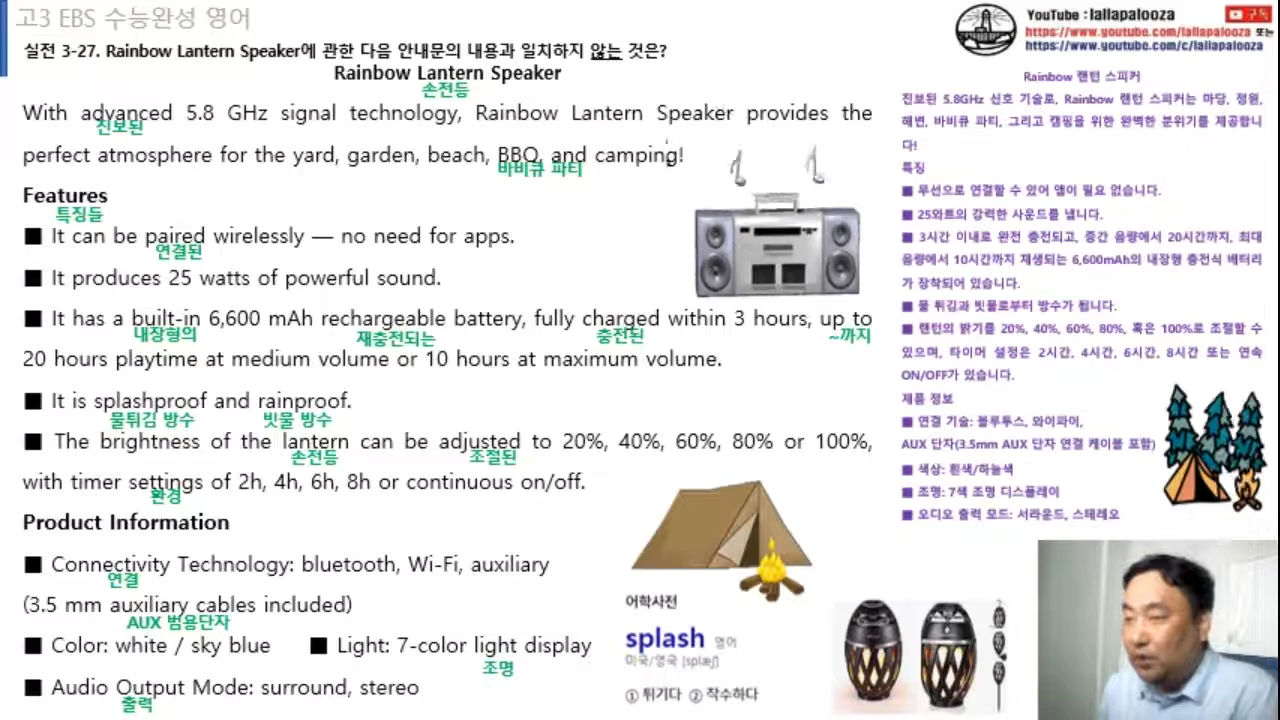 고3 EBS 수능완성 영어
실전 3-27. Rainbow Lantern Speaker에 관한 다음 안내문의 내용과 일치하지 않는 것은?
Rainbow Lantern Speaker
손전등
With advanced 5.8 GHz signal technology, Rainbow Lantern Speaker provides the
진보된
perfect atmosphere for the yard, garden, beach, BBQ, and camping!
바비큐 파티
Features
특징들
■ It can be paired wirelessly — no need for apps.
연결된
■ It produces 25 watts of powerful sound.
■ It has a built-in 6,600 mAh rechargeable battery, fully charged within 3 hours, up to
내장형의 재충전되는 충전된 ~까지
20 hours playtime at medium volume or 10 hours at maximum volume.
■ It is splashproof and rainproof.
물튀김 방수 빗물 방수
■ The brightness of the lantern can be adjusted to 20%, 40%, 60%, 80% or 100%,
손전등 조절된
with timer settings of 2h, 4h, 6h, 8h or continuous on/off.
환경
Product Information
■ Connectivity Technology: bluetooth, Wi-Fi, auxiliary
연결
(3.5 mm auxiliary cables included)
AUX 범용단자
■ Color: white / sky blue ■ Light: 7-color light display
조명
■ Audio Output Mode: surround, stereo
출력
어학사전
splash 영어
미국/영국 [splæʃ]
① 튀기다 ② 착수하다
YouTube : lallapalooza 구독
https://www.youtube.com/lallapalooza 또는
https://www.youtube.com/c/lallapalooza
Rainbow 랜턴 스피커
진보된 5.8GHz 신호 기술로, Rainbow 랜턴 스피커는 마당, 정원,
해변, 바비큐 파티, 그리고 캠핑을 위한 완벽한 분위기를 제공합니
다!
특징
■ 무선으로 연결할 수 있어 앱이 필요 없습니다.
■ 25와트의 강력한 사운드를 냅니다.
■ 3시간 이내로 완전 충전되고, 중간 음량에서 20시간까지, 최대
음량에서 10시간까지 재생되는 6,600mAh의 내장형 충전식 배터리
가 장착되어 있습니다.
■ 물 튀김과 빗물로부터 방수가 됩니다.
■ 랜턴의 밝기를 20%, 40%, 60%, 80%, 혹은 100%로 조절할 수
있으며, 타이머 설정은 2시간, 4시간, 6시간, 8시간 또는 연속
ON/OFF가 있습니다.
제품 정보
■ 연결 기술: 블루투스, 와이파이,
AUX 단자(3.5mm AUX 단자 연결 케이블 포함)
■ 색상: 흰색/하늘색
■ 조명: 7색 조명 디스플레이
■ 오디오 출력 모드: 서라운드, 스테레오